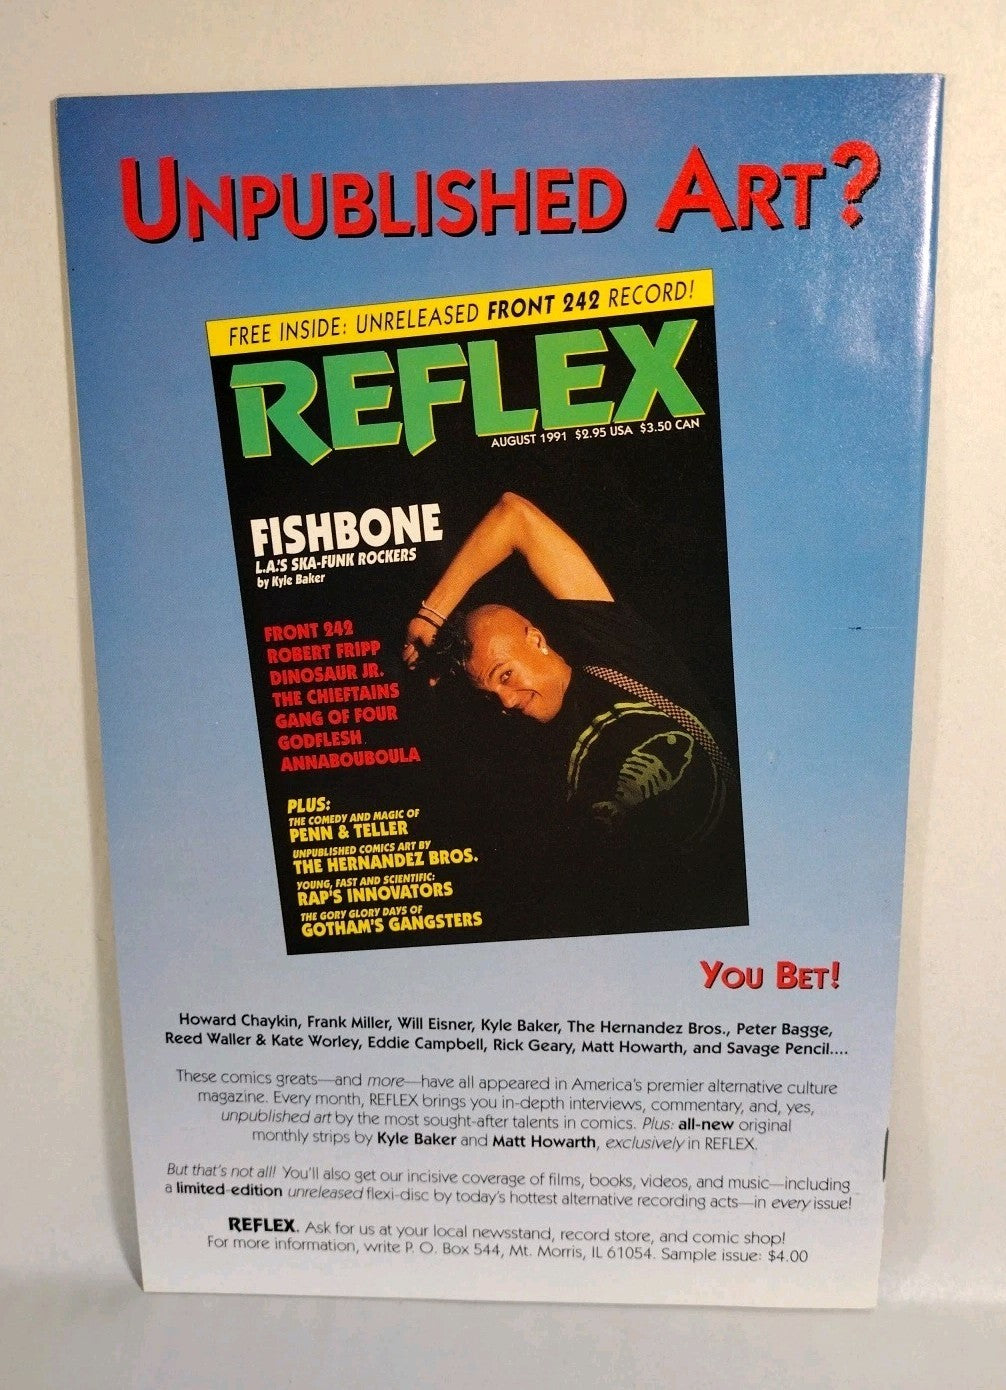 UNPUBLISHED ART?
FREE INSIDE: UNRELEASED FRONT 242 RECORD!
REFLEX
AUGUST 1991 $2.95 USA $3.50 CAN
FISHBONE
L.A.'S SKA-FUNK ROCKERS
by Kyle Baker
FRONT 242
ROBERT FRIPP
DINOSAUR JR.
THE CHIEFTAINS
GANG OF FOUR
GODFLESH
ANNABOUBOULA
PLUS:
THE COMEDY AND MAGIC OF
PENN & TELLER
UNPUBLISHED COMICS ART BY
THE HERNANDEZ BROS.
YOUNG, FAST AND SCIENTIFIC:
RAP'S INNOVATORS
THE GORY GLORY DAYS OF
GOTHAM'S GANGSTERS
YOU BET!
Howard Chaykin, Frank Miller, Will Eisner, Kyle Baker, The Hernandez Bros., Peter Bagge,
Reed Waller & Kate Worley, Eddie Campbell, Rick Geary, Matt Howarth, and Savage Pencil....
These comics greats—and more—have all appeared in America's premier alternative culture
magazine. Every month, REFLEX brings you in-depth interviews, commentary, and, yes,
unpublished art by the most sought-after talents in comics. Plus: all-new original
monthly strips by Kyle Baker and Matt Howarth, exclusively in REFLEX.
But that's not all! You'll also get our incisive coverage of films, books, videos, and music—including
a limited-edition unreleased flexi-disc by today's hottest alternative recording acts—in every issue!
REFLEX. Ask for us at your local newsstand, record store, and comic shop!
For more information, write P. O. Box 544, Mt. Morris, IL 61054. Sample issue: $4.00